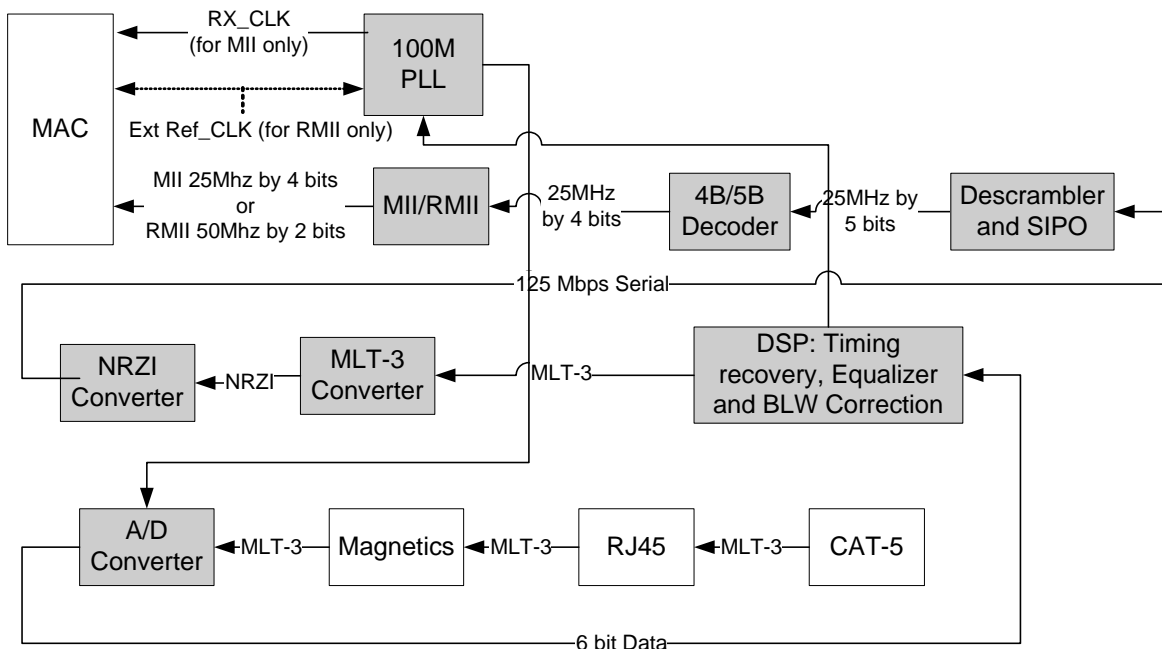 RX_CLK
(for MII only)
100M
PLL
MAC
Ext Ref_CLK (for RMII only)
MII 25Mhz by 4 bits
or
RMII 50Mhz by 2 bits
MII/RMII
25MHz
by 4 bits
4B/5B
Decoder
25MHz by
5 bits
Descrambler
and SIPO
125 Mbps Serial
NRZI
Converter
NRZI
MLT-3
Converter
MLT-3
DSP: Timing
recovery, Equalizer
and BLW Correction
A/D
Converter
MLT-3
Magnetics
MLT-3
RJ45
MLT-3
CAT-5
6 bit Data